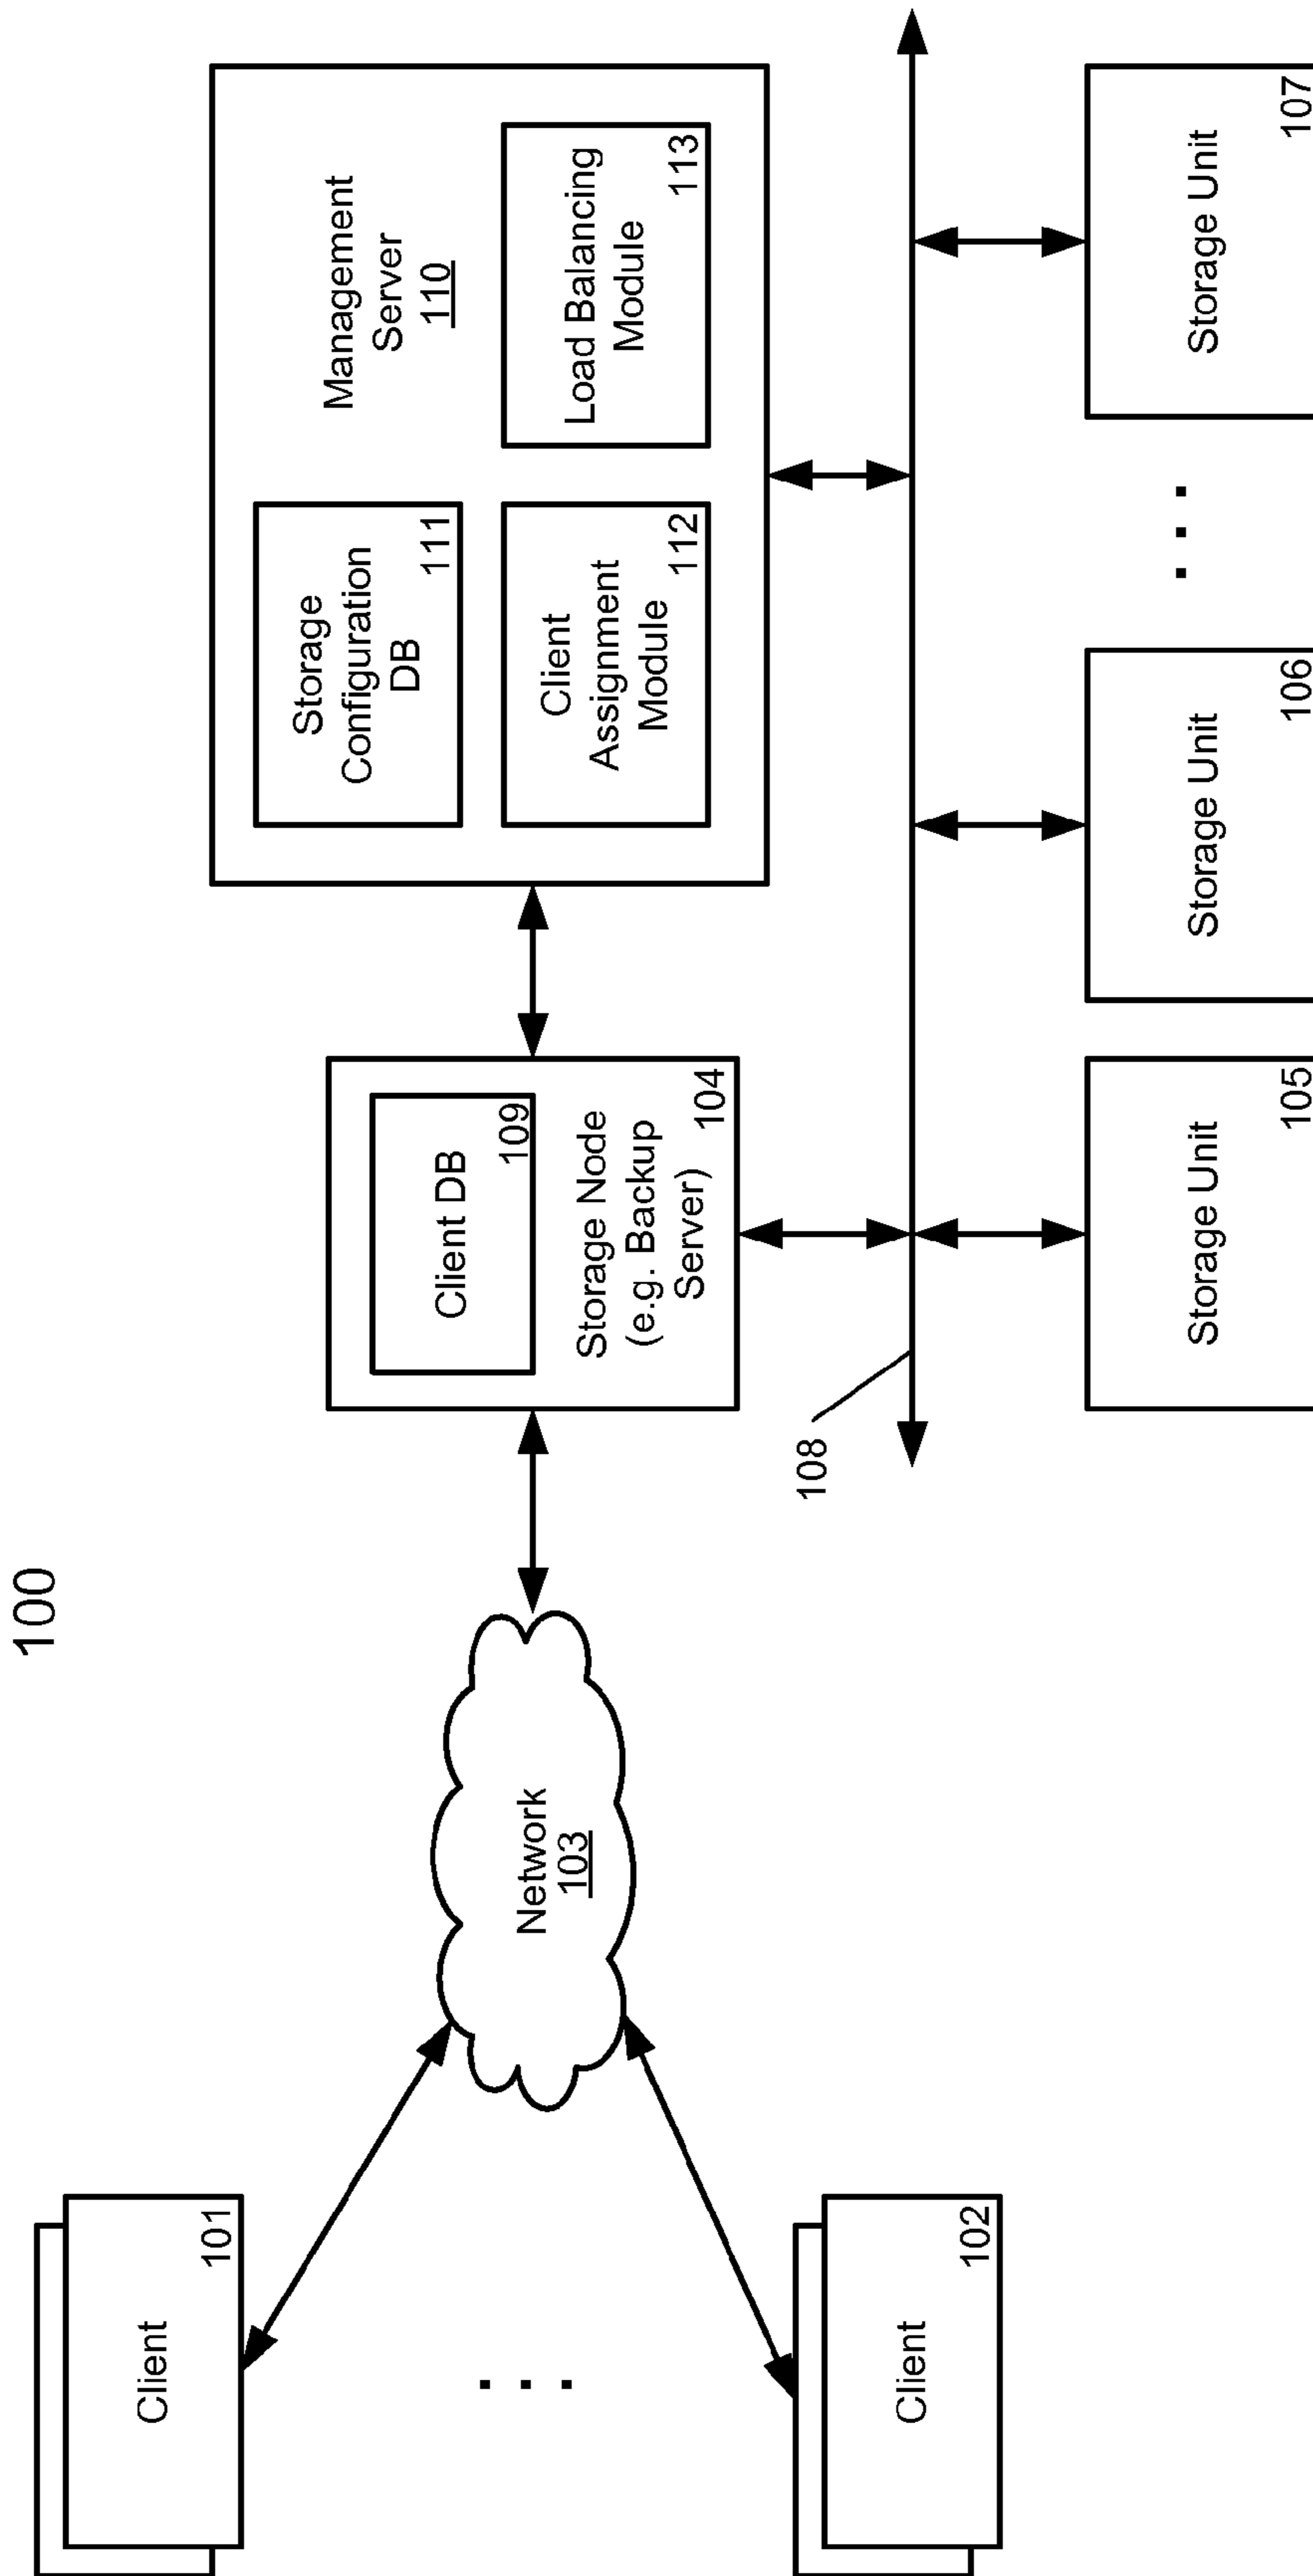 100
Client
101
. . .
Client
102
Network
103
Client DB
109
Storage Node
(e.g. Backup
Server)
104
Management
Server
110
Storage
Configuration
DB
111
Client
Assignment
Module
112
Load Balancing
Module
113
108
Storage Unit
105
Storage Unit
106
. . .
Storage Unit
107